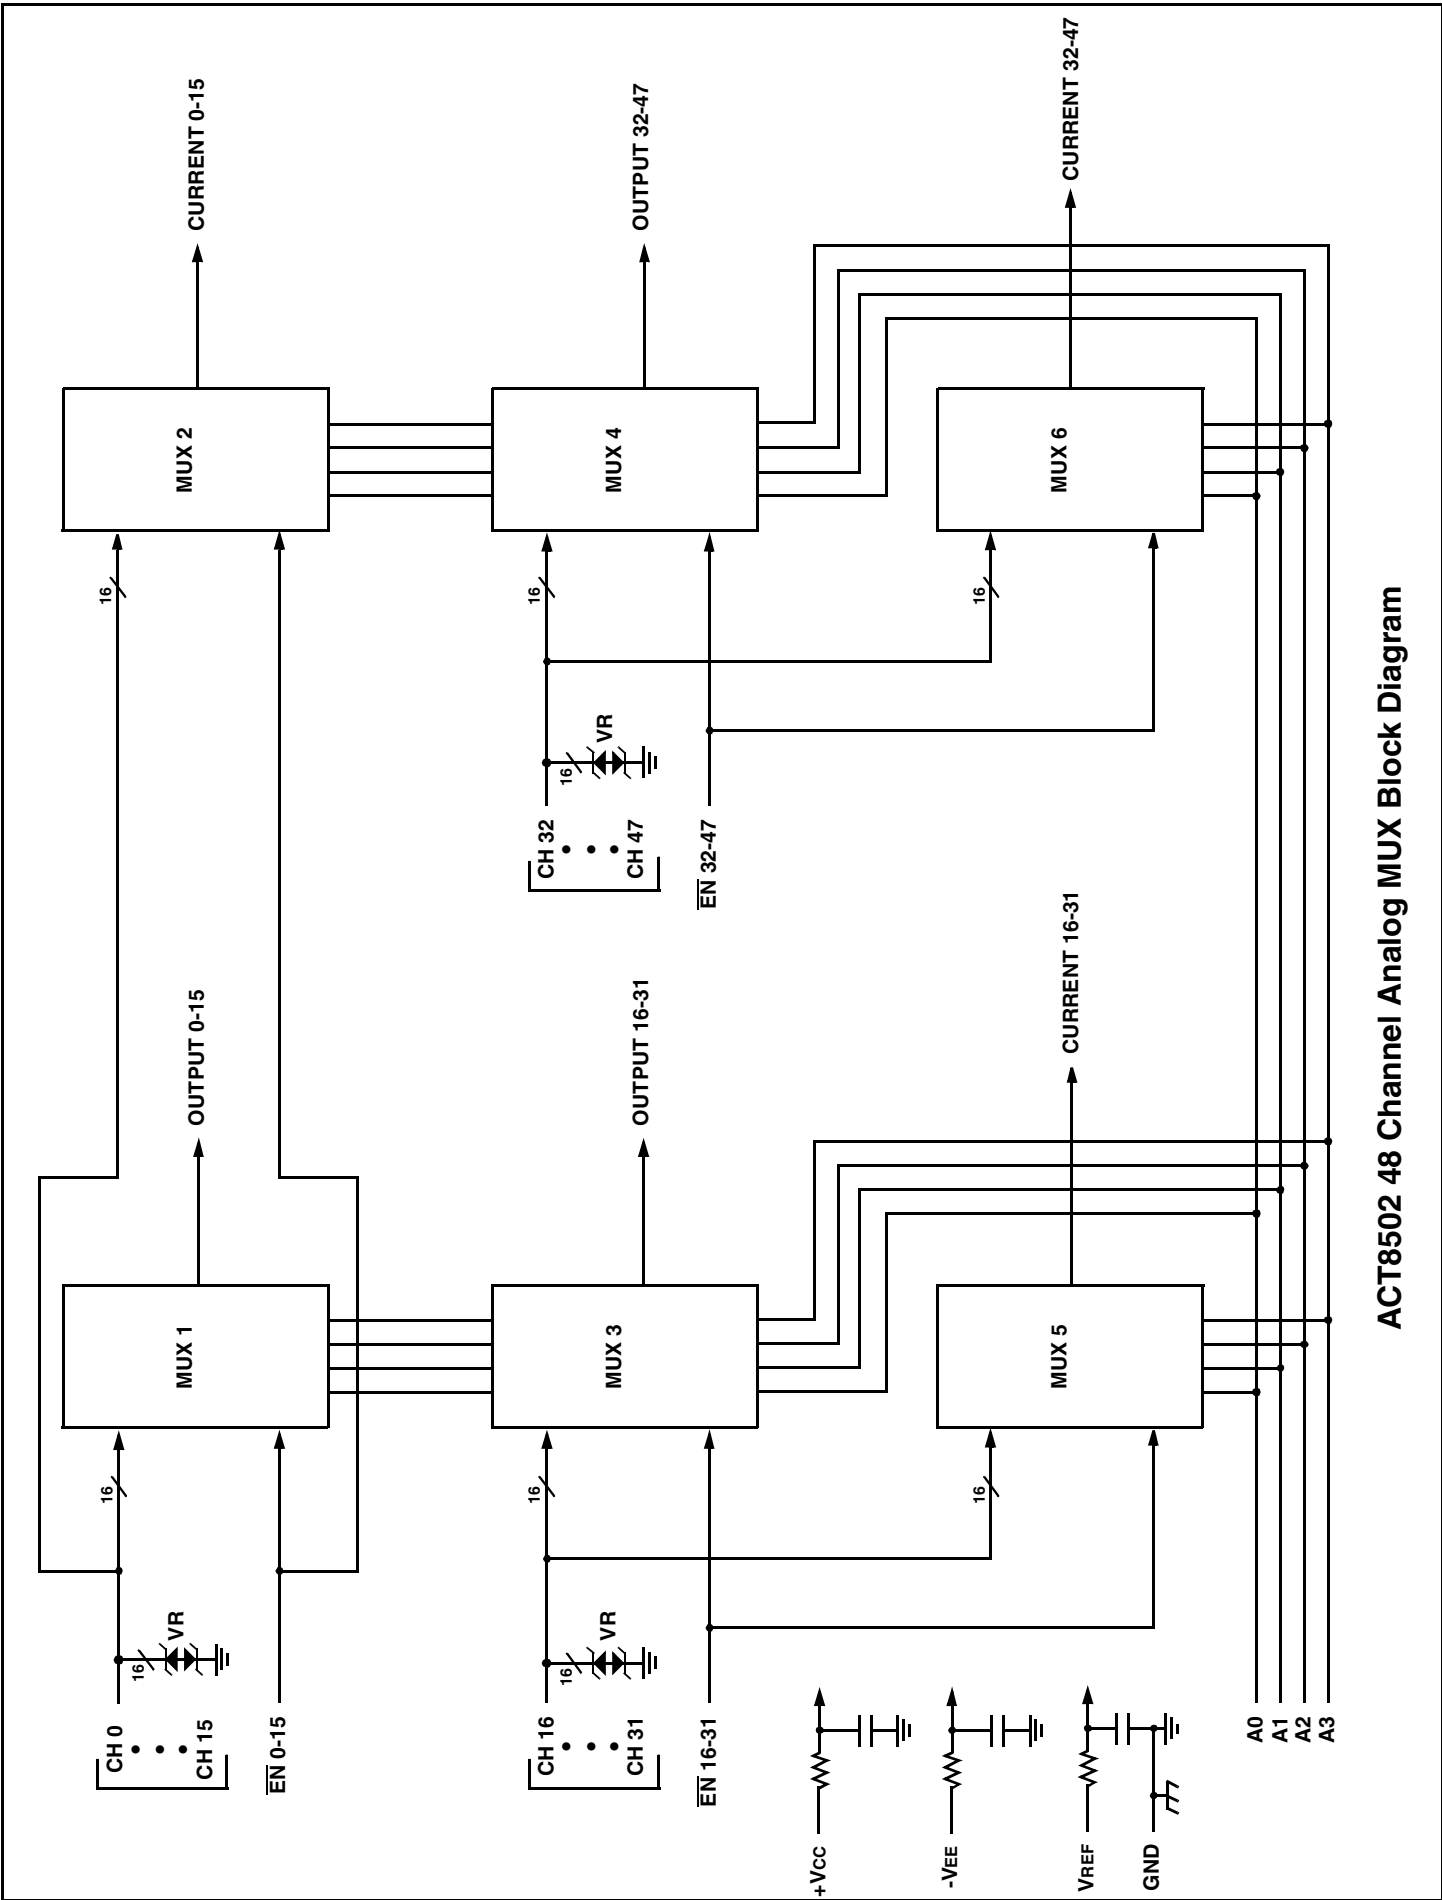 CH 0
CH 15
EN 0-15
16
VR
16
MUX 1
OUTPUT 0-15
16
MUX 2
CURRENT 0-15
CH 16
CH 31
EN 16-31
16
VR
16
MUX 3
OUTPUT 16-31
CH 32
CH 47
EN 32-47
16
VR
16
MUX 4
OUTPUT 32-47
16
MUX 5
CURRENT 16-31
16
MUX 6
CURRENT 32-47
+VCC
-VEE
VREF
GND
A0
A1
A2
A3
ACT8502 48 Channel Analog MUX Block Diagram